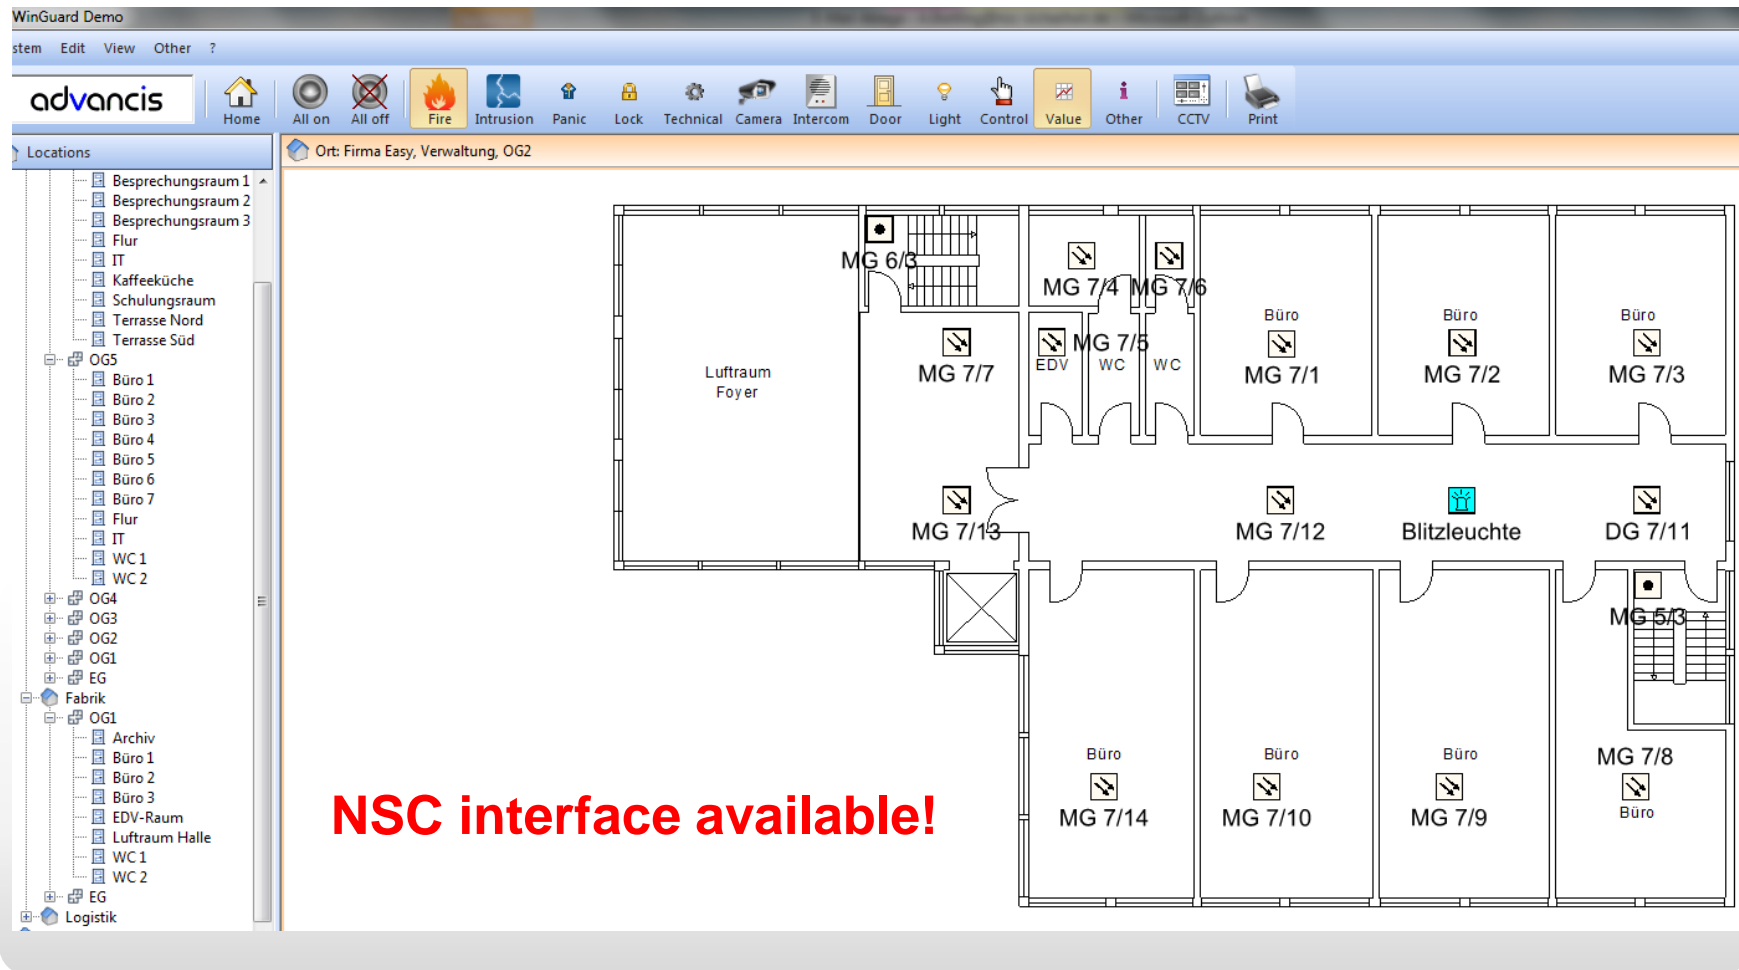 WinGuard Demo
stem Edit View Other ?
advancis
Home All on All off Fire Intrusion Panic Lock Technical Camera Intercom Door Light Control Value Other CCTV Print
Locations
Ort: Firma Easy, Verwaltung, OG2
Besprechungsraum 1
Besprechungsraum 2
Besprechungsraum 3
Flur
IT
Kaffeeküche
Schulungsraum
Terrasse Nord
Terrasse Süd
OG5
Büro 1
Büro 2
Büro 3
Büro 4
Büro 5
Büro 6
Büro 7
Flur
IT
WC 1
WC 2
OG4
OG3
OG2
OG1
EG
Fabrik
OG1
Archiv
Büro 1
Büro 2
Büro 3
EDV-Raum
Luftraum Halle
WC 1
WC 2
EG
Logistik
MG 6/3
MG 7/4 MG 7/6
Büro Büro Büro
MG 7/5
EDV WC WC
Luftraum
Foyer
MG 7/7 MG 7/1 MG 7/2 MG 7/3
MG 7/13 MG 7/12 Blitzleuchte DG 7/11
MG 5/3
Büro Büro Büro MG 7/8
MG 7/14 MG 7/10 MG 7/9 Büro
NSC interface available!